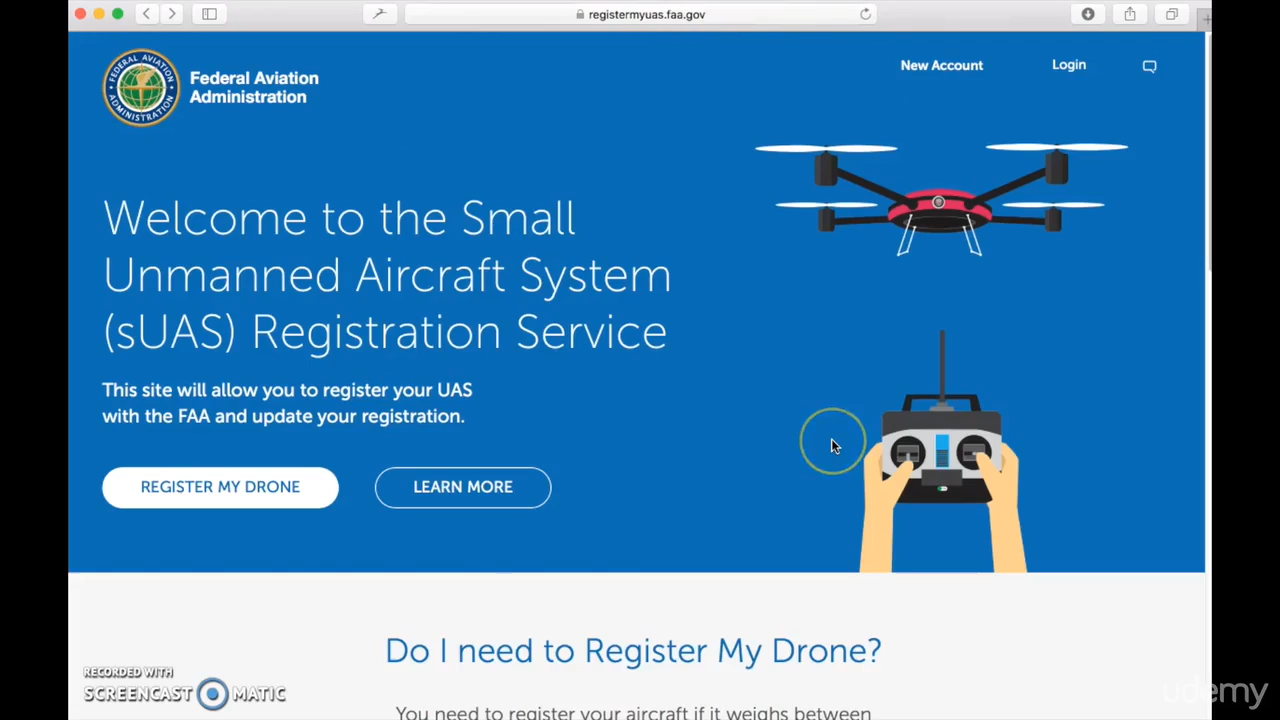 registermyuas.faa.gov
Federal Aviation
Administration
FEDERAL AVIATION
ADMINISTRATION
New Account
Login
Welcome to the Small
Unmanned Aircraft System
(sUAS) Registration Service
This site will allow you to register your UAS
with the FAA and update your registration.
REGISTER MY DRONE
LEARN MORE
Do I need to Register My Drone?
You need to register your aircraft if it weighs between
RECORDED WITH
SCREENCAST MATIC
udemy